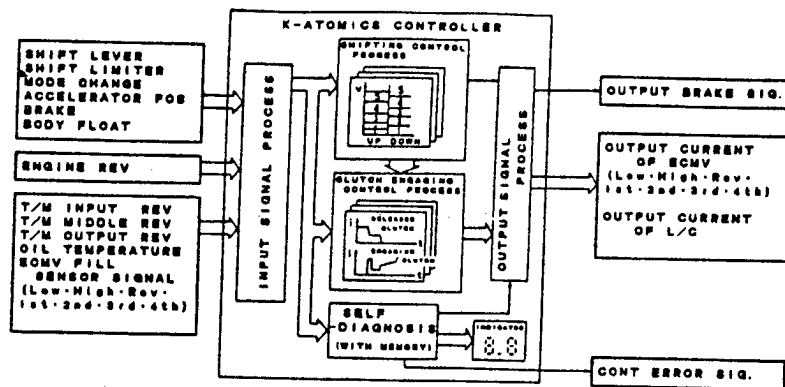 K-ATOMICS CONTROLLER
SHIFT LEVER
SHIFT LIMITER
MODE CHANGE
ACCELERATOR POS
BRAKE
BODY FLOAT
ENGINE REV
T/M INPUT REV
T/M MIDDLE REV
T/M OUTPUT REV
OIL TEMPERATURE
ECMV FILL
SENSOR SIGNAL
(Low·High·Rev·
1st·2nd·3rd·4th)
INPUT SIGNAL PROCESS
SHIFTING CONTROL
PROCESS
V
UP DOWN
CLUTCH ENGAGING
CONTROL PROCESS
RELEASED
CLUTCH
i
t
ENGAGING
CLUTCH
i
t
SELF
DIAGNOSIS
(WITH MEMORY)
INDICATOR
8.8
OUTPUT SIGNAL
PROCESS
OUTPUT BRAKE SIG.
OUTPUT CURRENT
OF ECMV
(Low·High·Rev·
1st·2nd·3rd·4th)
OUTPUT CURRENT
OF L/C
CONT ERROR SIG.